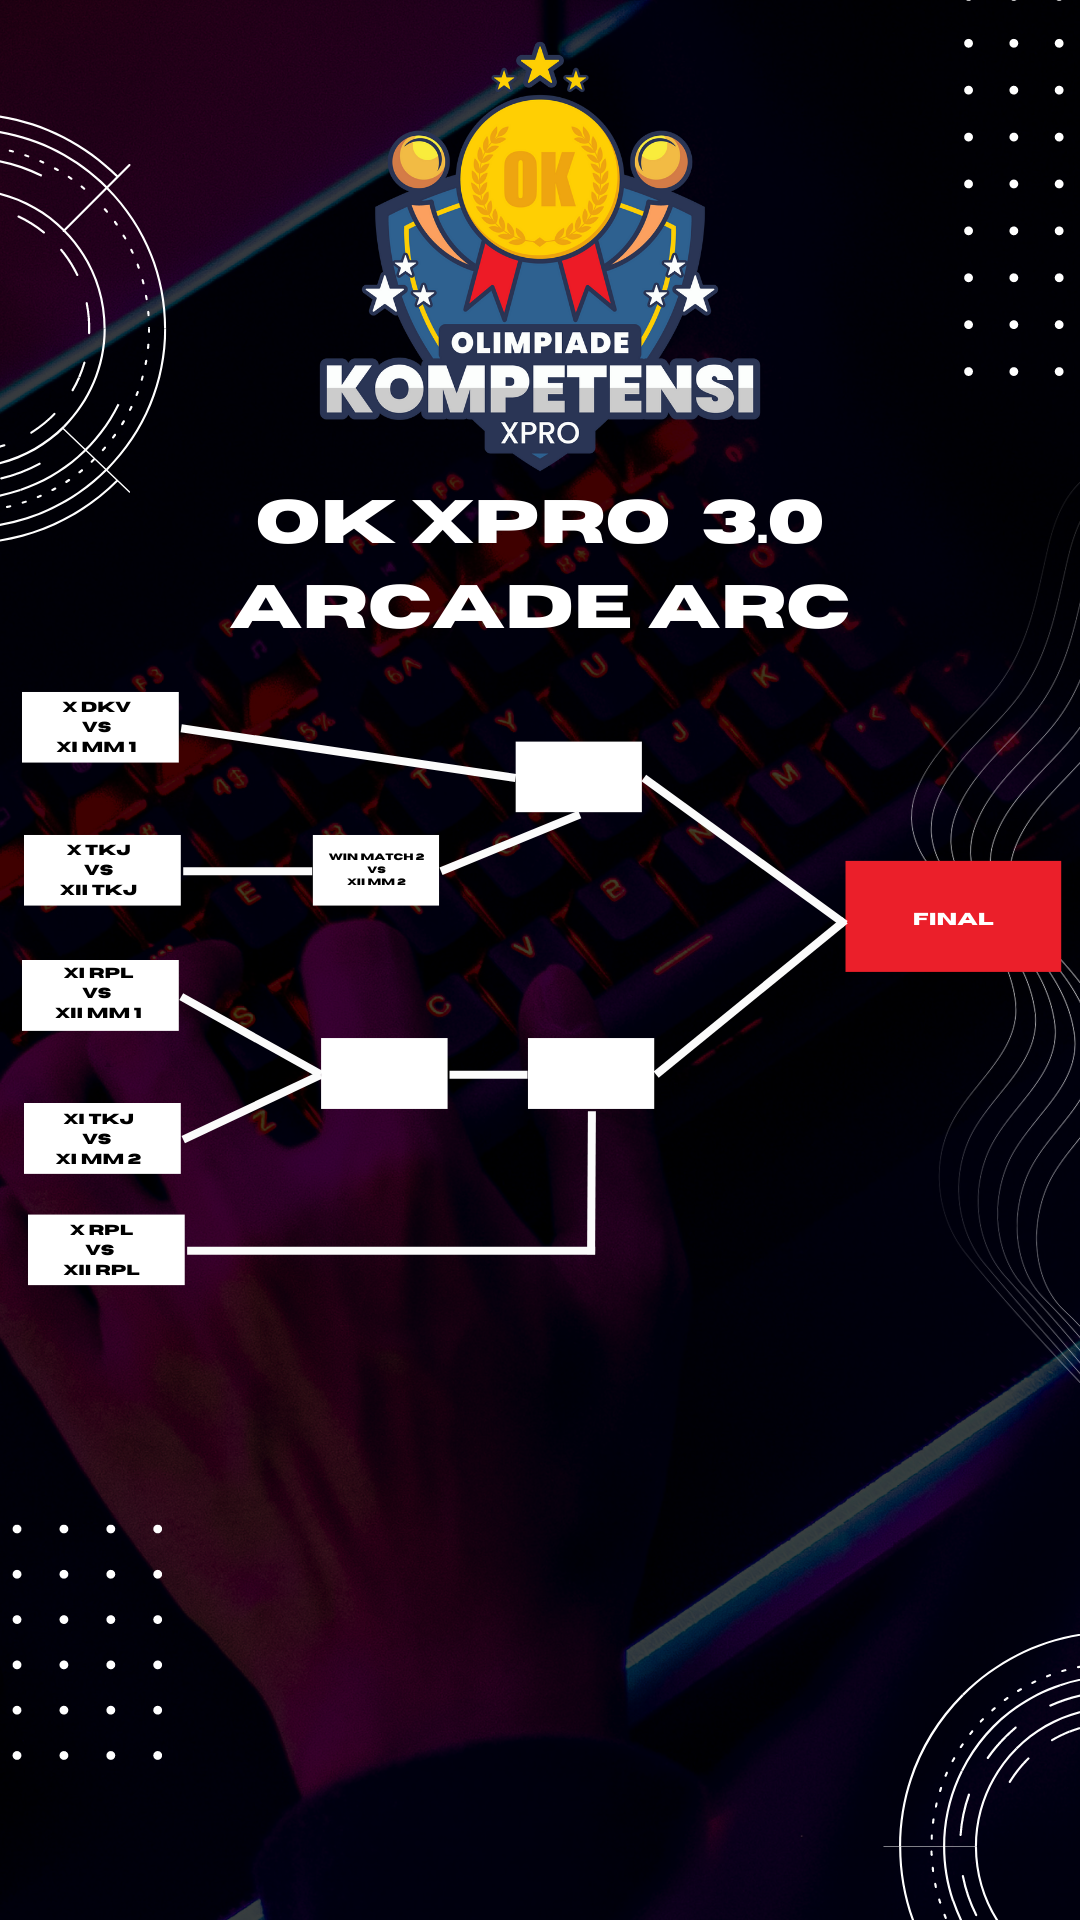 OK
OLIMPIADE
KOMPETENSI
XPRO
OK XPRO 3.0
ARCADE ARC
X DKV
VS
XI MM 1
X TKJ
VS
XII TKJ
WIN MATCH 2
VS
XII MM 2
XI RPL
VS
XII MM 1
XI TKJ
VS
XI MM 2
X RPL
VS
XII RPL
FINAL